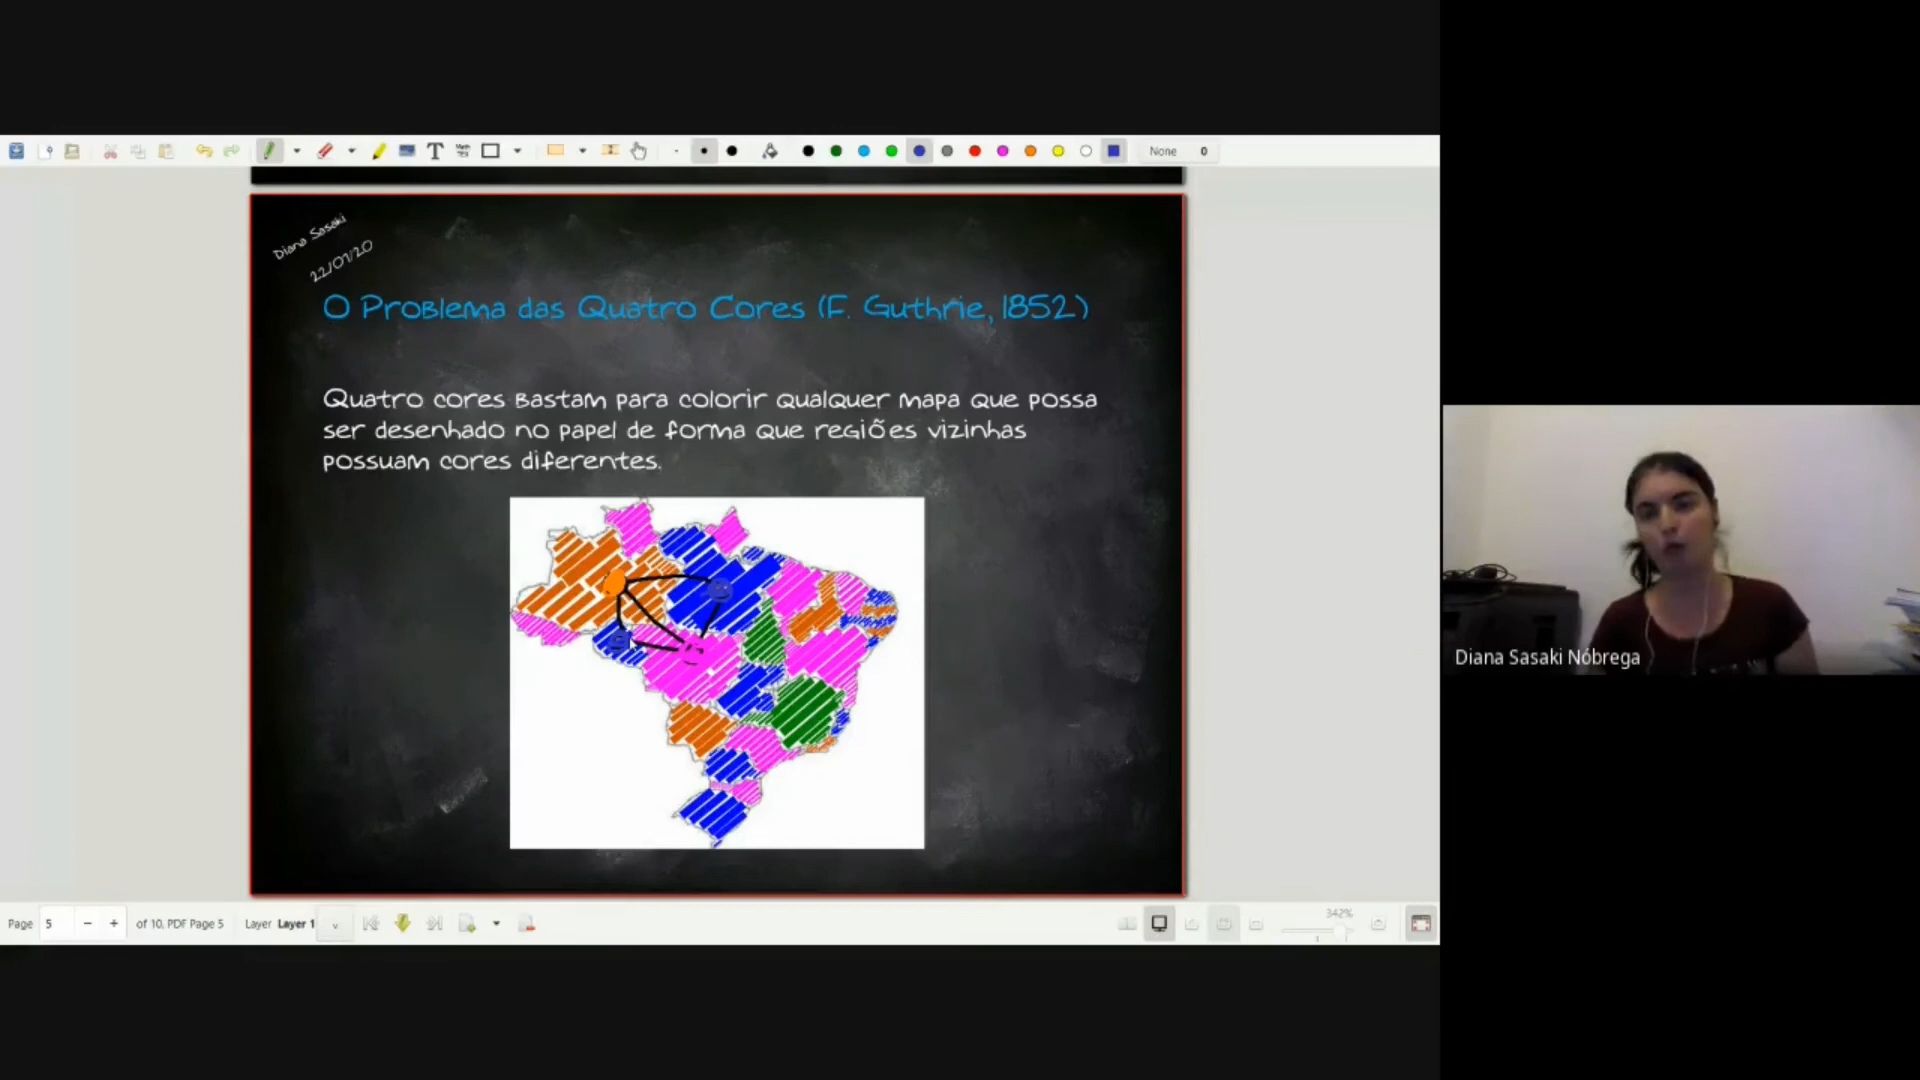 T
None
0
Diana Sasaki
22/07/20
O Problema das Quatro Cores (F. Guthrie, 1852)
Quatro cores bastam para colorir qualquer mapa que possa
ser desenhado no papel de forma que regiões vizinhas
possuam cores diferentes.
Diana Sasaki Nóbrega
Page 5 of 10, PDF Page 5 Layer Layer 1
342%